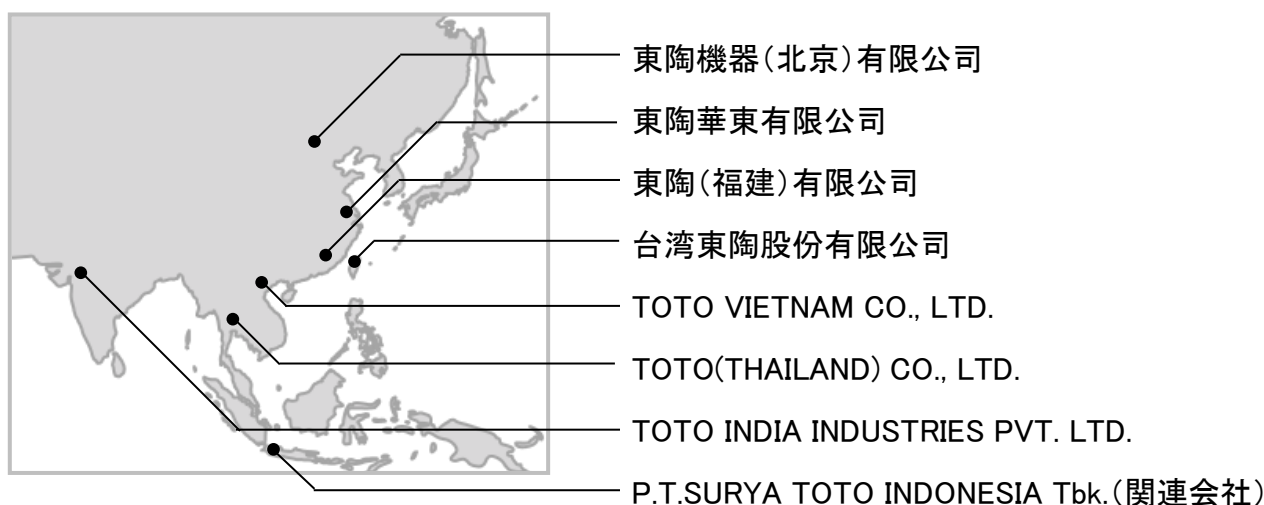 東陶機器（北京）有限公司
東陶華東有限公司
東陶（福建）有限公司
台湾東陶股份有限公司
TOTO VIETNAM CO., LTD.
TOTO(THAILAND) CO., LTD.
TOTO INDIA INDUSTRIES PVT. LTD.
P.T.SURYA TOTO INDONESIA Tbk.（関連会社）